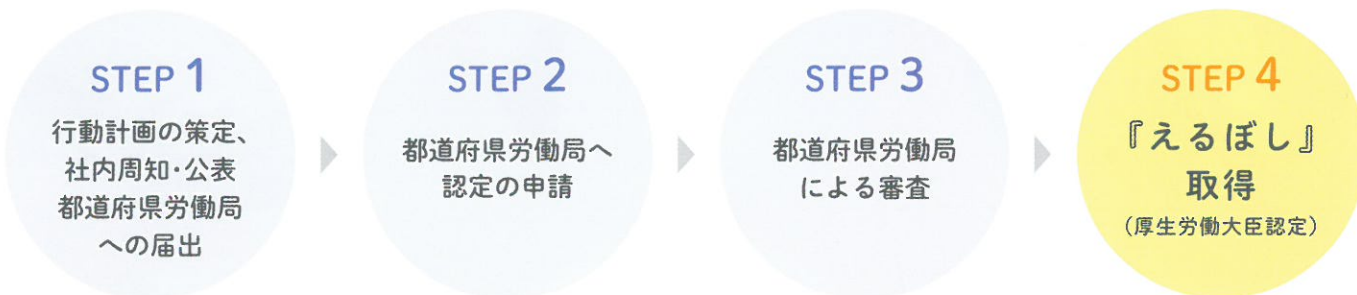 STEP 1
行動計画の策定、
社内周知・公表
都道府県労働局
への届出
STEP 2
都道府県労働局へ
認定の申請
STEP 3
都道府県労働局
による審査
STEP 4
『えるぼし』
取得
(厚生労働大臣認定)